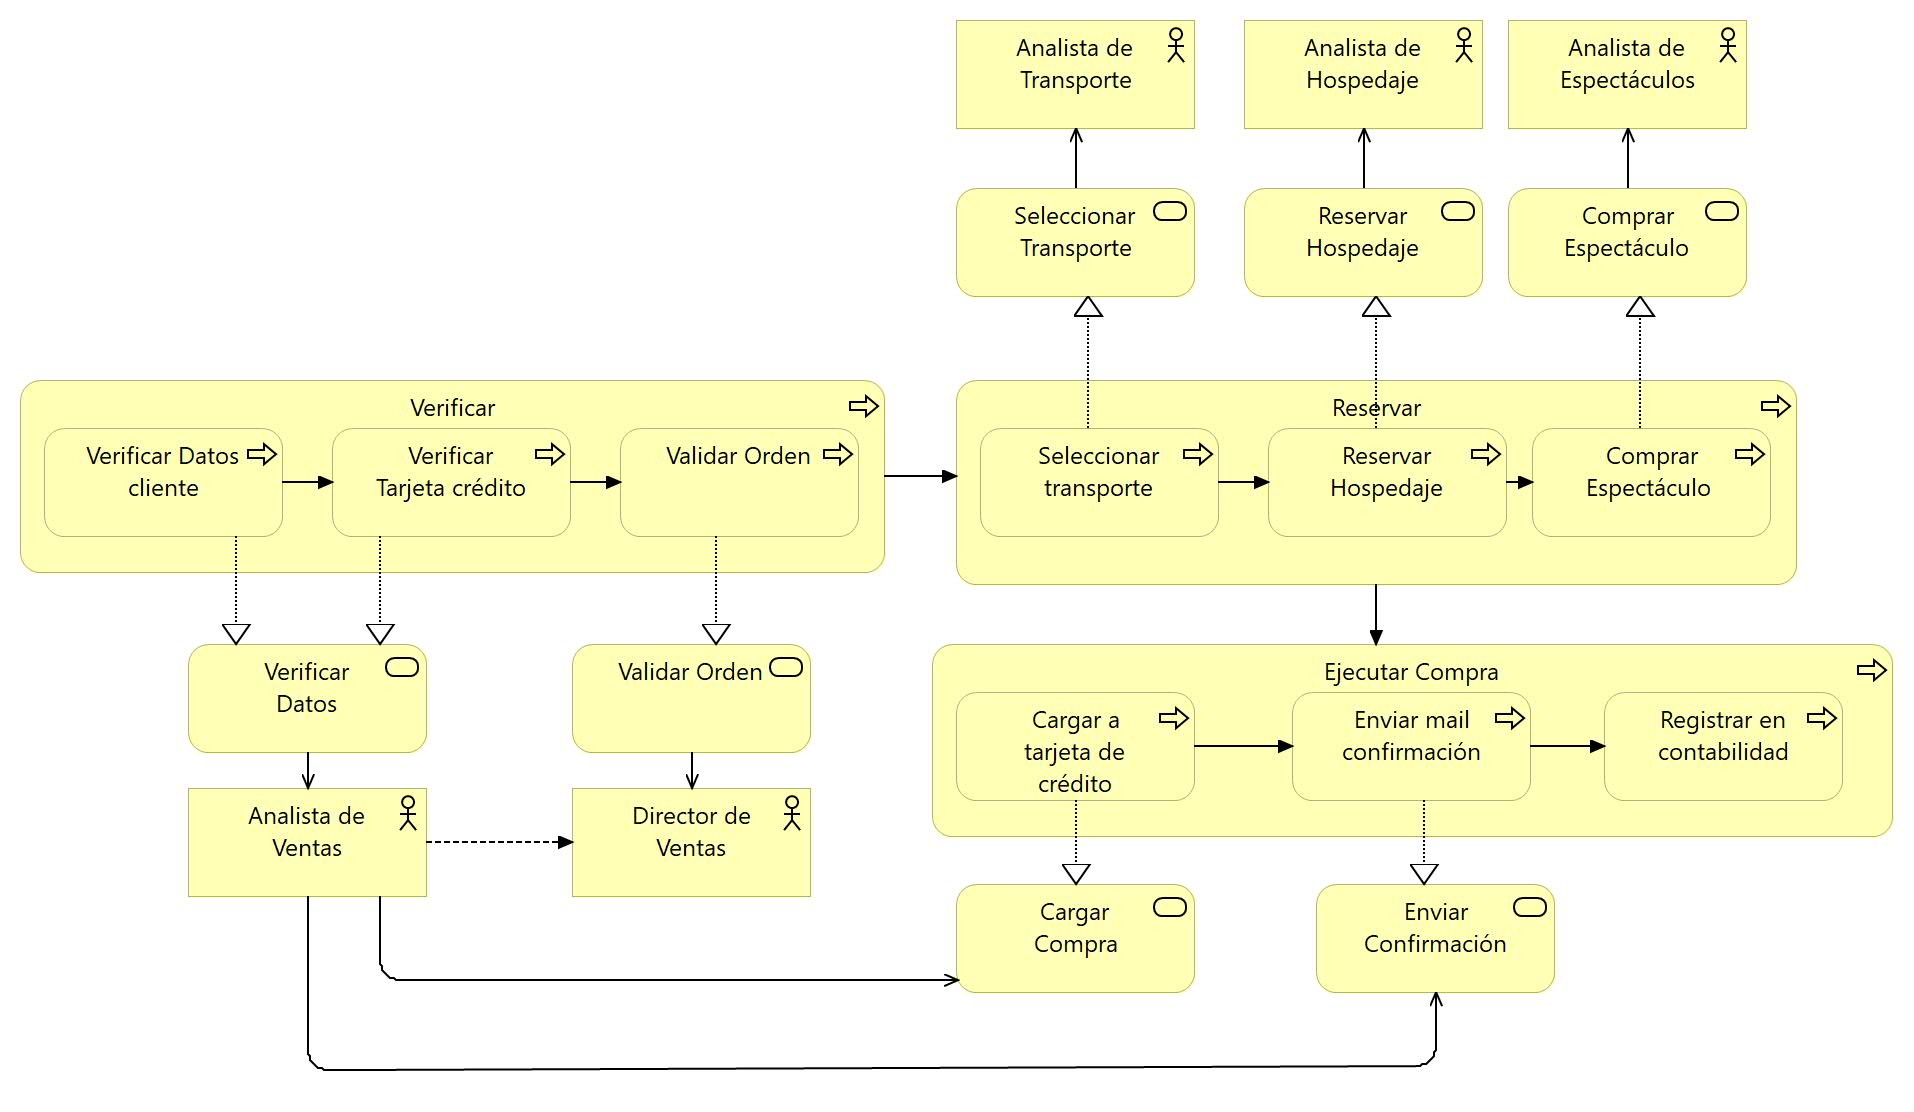 Analista de
Transporte
Analista de
Hospedaje
Analista de
Espectáculos
Seleccionar
Transporte
Reservar
Hospedaje
Comprar
Espectáculo
Verificar
Verificar Datos
cliente
Verificar
Tarjeta crédito
Validar Orden
Reservar
Seleccionar
transporte
Reservar
Hospedaje
Comprar
Espectáculo
Verificar
Datos
Validar Orden
Ejecutar Compra
Cargar a
tarjeta de
crédito
Enviar mail
confirmación
Registrar en
contabilidad
Analista de
Ventas
Director de
Ventas
Cargar
Compra
Enviar
Confirmación